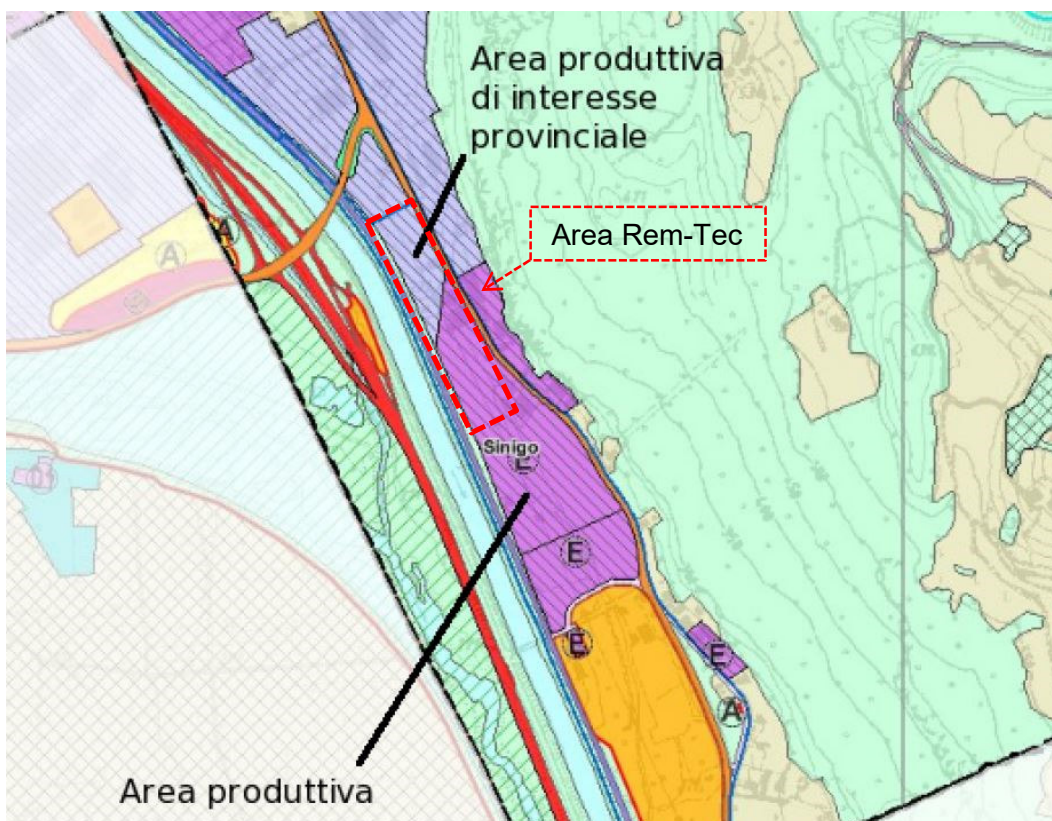 Area produttiva
di interesse
provinciale
Area Rem-Tec
A
A
Sinigo
E
E
E
E
A
Area produttiva